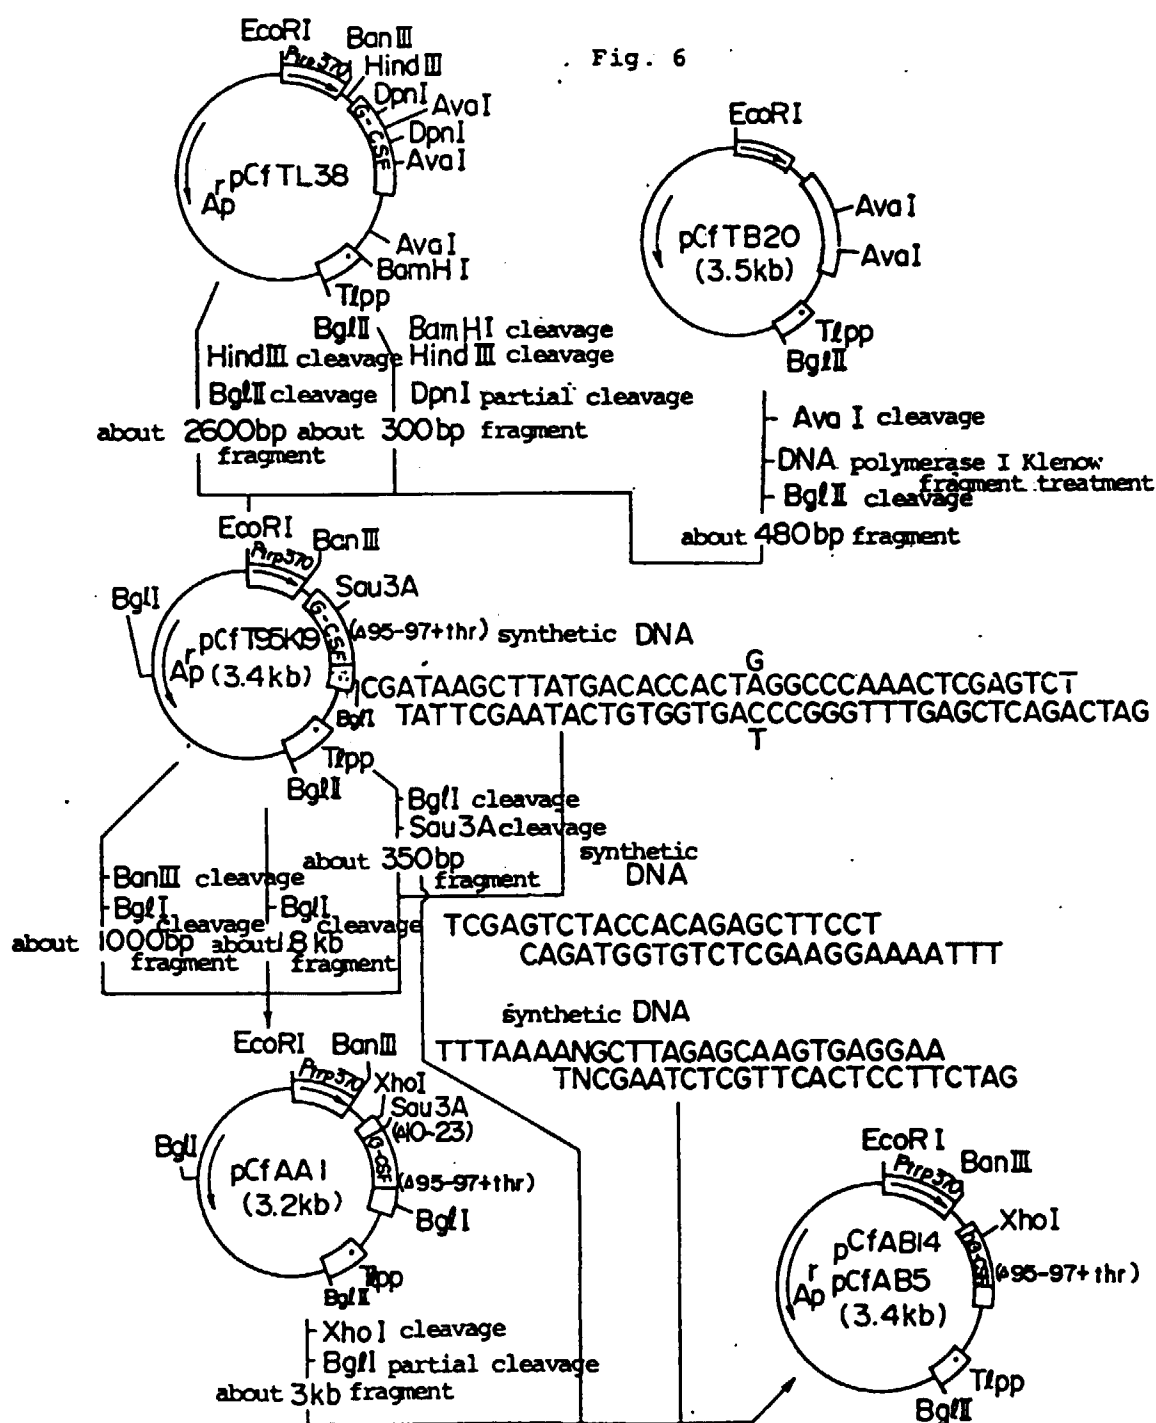 Fig. 6
EcoRI
Ptrp370
BanIII
HindIII
DpnI
AvaI
DpnI
AvaI
G-CSF
pCfTL38
Apr
AvaI
BamHI
Tlpp
BglII
EcoRI
AvaI
AvaI
pCfTB20
(3.5kb)
Tlpp
BglII
HindIII cleavage
BglII cleavage
about 2600bp
fragment
BamHI cleavage
HindIII cleavage
DpnI partial cleavage
about 300bp fragment
Ava I cleavage
DNA polymerase I Klenow
fragment treatment
BglII cleavage
about 480bp fragment
EcoRI
Ptrp370
BanIII
Sau3A
BglI
G-CSF
(Δ95-97+thr)
pCfT95K19
Apr (3.4kb)
BglI
Tlpp
BglII
synthetic DNA
G
CGATAAGCTTATGACACCACTAGGCCCAAACTCGAGTCT
TATTCGAATACTGTGGTGACCCGGGTTTGAGCTCAGACTAG
T
BglI cleavage
Sau3A cleavage
about 350bp
fragment
BanIII cleavage
BglI
cleavage
about 1000bp
fragment
BglI
cleavage
about 1.8kb
fragment
synthetic
DNA
TCGAGTCTACCACAGAGCTTCCT
CAGATGGTGTCTCGAAGGAAAATTT
synthetic DNA
TTTAAAANGCTTAGAGCAAGTGAGGAA
TNCGAATCTCGTTCACTCCTTCTAG
EcoRI
Ptrp370
BanIII
XhoI
Sau3A
(Δ10~23)
BglI
G-CSF
pCfAA1
(3.2kb)
(Δ95-97+thr)
BglI
Tlpp
BglII
XhoI cleavage
BglI partial cleavage
about 3kb fragment
EcoRI
Ptrp370
BanIII
XhoI
hG-CSF
pCfAB14
Apr pCfAB5
(3.4kb)
(Δ95-97+thr)
Tlpp
BglII